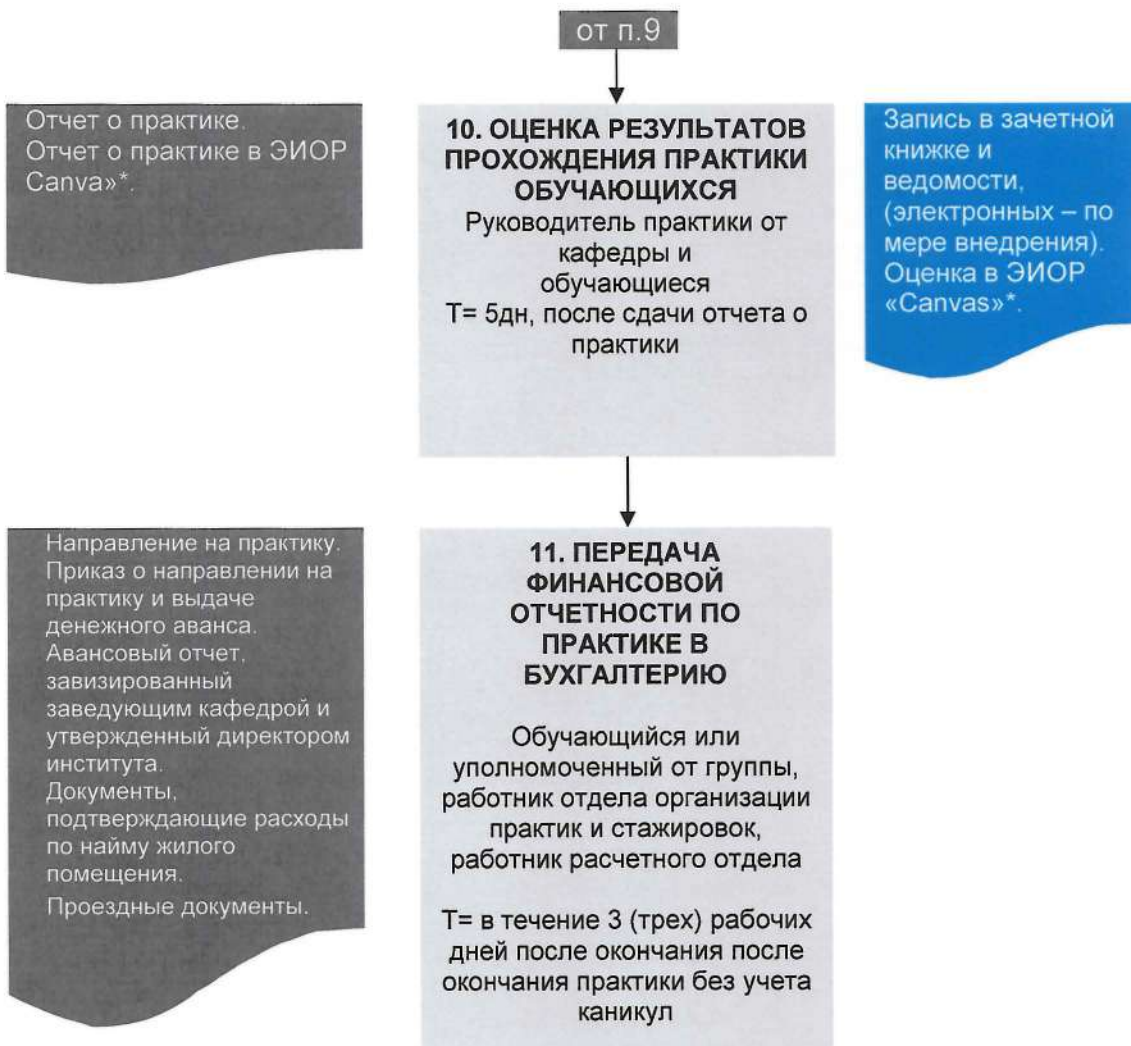 от п.9
Отчет о практике.
Отчет о практике в ЭИОР
Canva»*.
10. ОЦЕНКА РЕЗУЛЬТАТОВ
ПРОХОЖДЕНИЯ ПРАКТИКИ
ОБУЧАЮЩИХСЯ
Руководитель практики от
кафедры и
обучающиеся
Т= 5дн, после сдачи отчета о
практики
Запись в зачетной
книжке и
ведомости,
(электронных – по
мере внедрения).
Оценка в ЭИОР
«Canvas»*.
Направление на практику.
Приказ о направлении на
практику и выдаче
денежного аванса.
Авансовый отчет,
завизированный
заведующим кафедрой и
утвержденный директором
института.
Документы,
подтверждающие расходы
по найму жилого
помещения.
Проездные документы.
11. ПЕРЕДАЧА
ФИНАНСОВОЙ
ОТЧЕТНОСТИ ПО
ПРАКТИКЕ В
БУХГАЛТЕРИЮ
Обучающийся или
уполномоченный от группы,
работник отдела организации
практик и стажировок,
работник расчетного отдела
Т= в течение 3 (трех) рабочих
дней после окончания после
окончания практики без учета
каникул